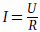 I = U/R